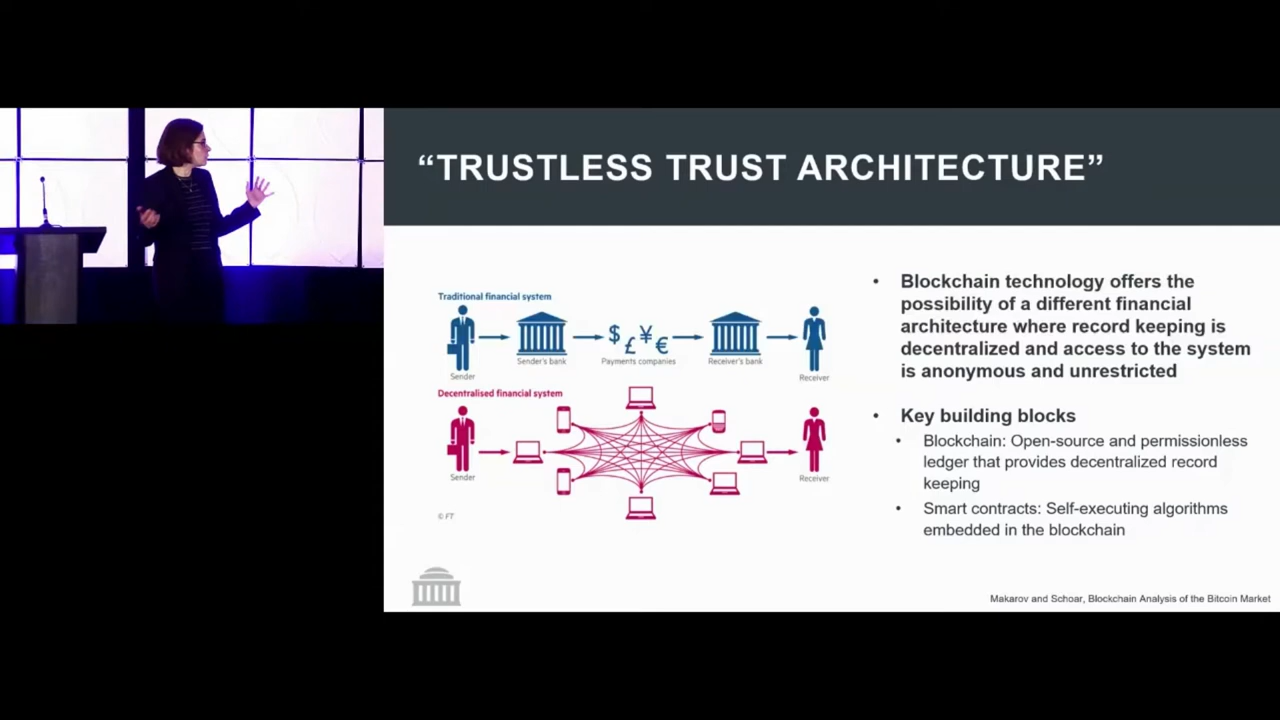 “TRUSTLESS TRUST ARCHITECTURE”
Traditional financial system
$ £ ¥ €
Sender's bank
Payments companies
Receiver's bank
Sender
Receiver
Decentralised financial system
Sender
Receiver
© FT
• Blockchain technology offers the
possibility of a different financial
architecture where record keeping is
decentralized and access to the system
is anonymous and unrestricted
• Key building blocks
• Blockchain: Open-source and permissionless
ledger that provides decentralized record
keeping
• Smart contracts: Self-executing algorithms
embedded in the blockchain
Makarov and Schoar, Blockchain Analysis of the Bitcoin Market